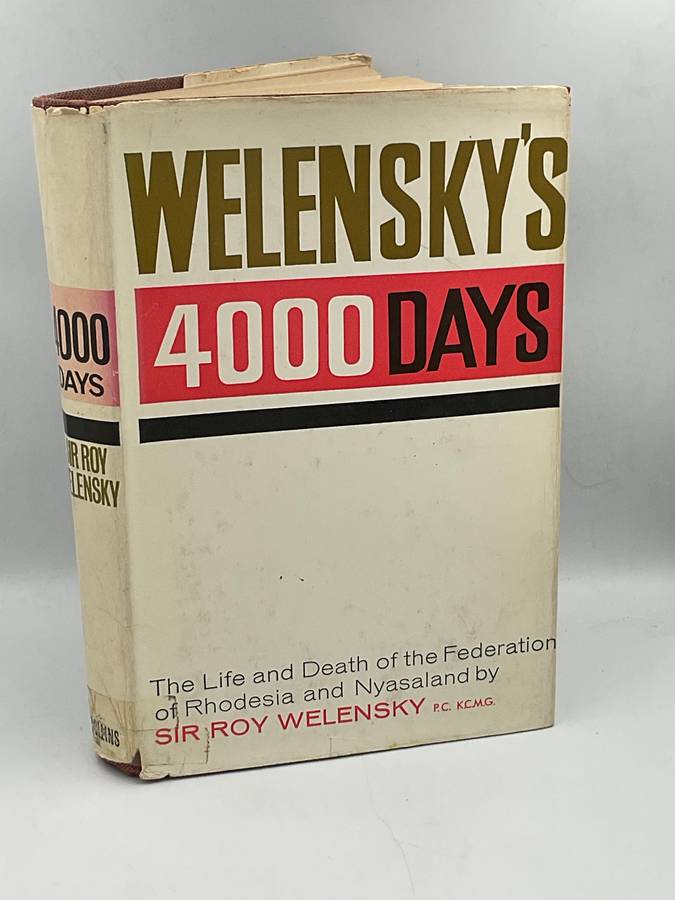 WELENSKY'S
4000 DAYS
The Life and Death of the Federation
of Rhodesia and Nyasaland by
SIR ROY WELENSKY P.C. K.C.M.G.
4000
DAYS
SIR ROY